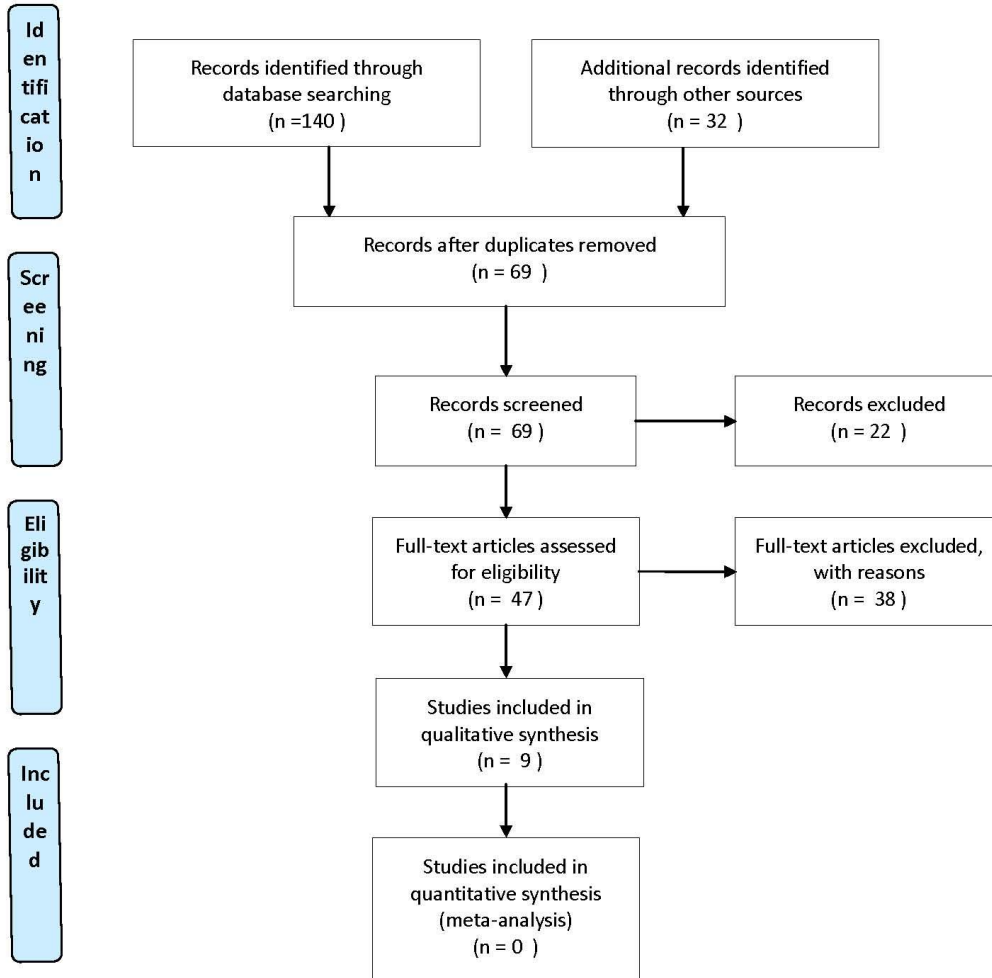 Id
en
tifi
cat
io
n
Records identified through
database searching
(n =140 )
Additional records identified
through other sources
(n = 32 )
Records after duplicates removed
(n = 69 )
Scr
ee
ni
ng
Records screened
(n = 69 )
Records excluded
(n = 22 )
Eli
gib
ilit
y
Full-text articles assessed
for eligibility
(n = 47 )
Full-text articles excluded,
with reasons
(n = 38 )
Studies included in
qualitative synthesis
(n = 9 )
Inc
lu
de
d
Studies included in
quantitative synthesis
(meta-analysis)
(n = 0 )